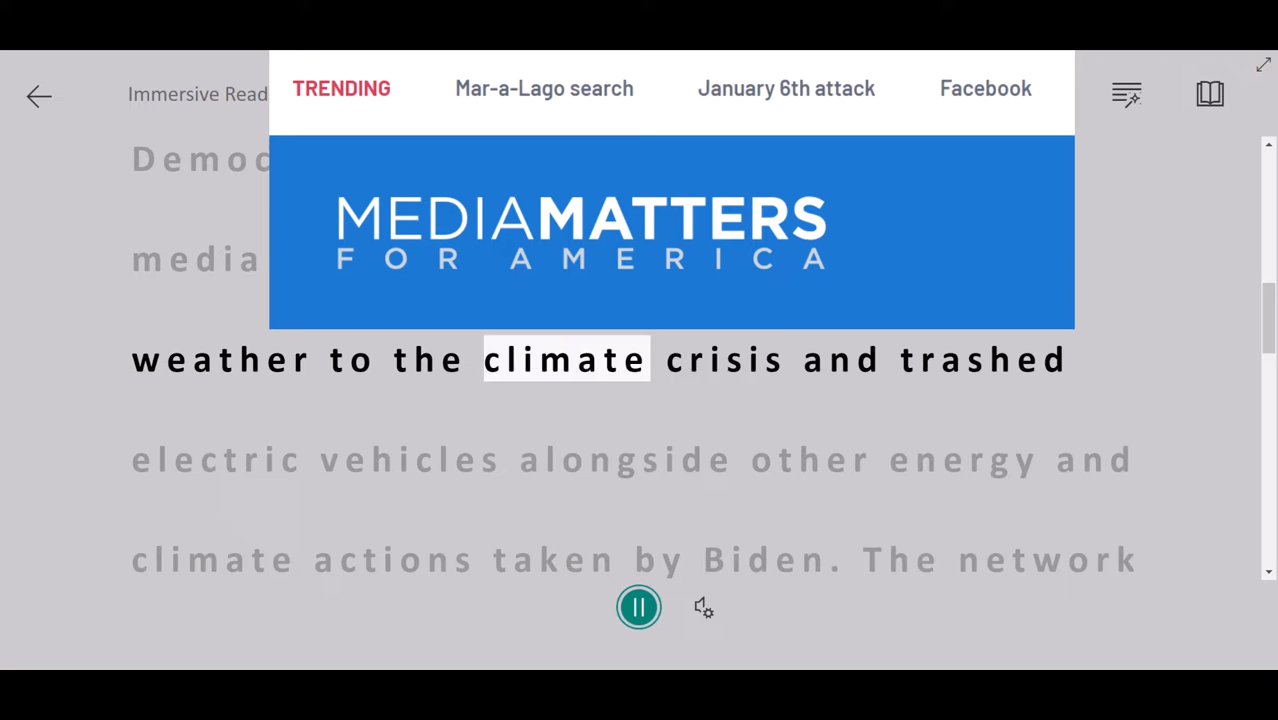 TRENDING Mar-a-Lago search January 6th attack Facebook
Immersive Read
Democ
MEDIAMATTERS
FOR AMERICA
media
weather to the climate crisis and trashed
electric vehicles alongside other energy and
climate actions taken by Biden. The network